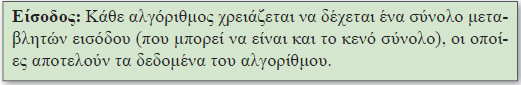 Είσοδος: Κάθε αλγόριθμος χρειάζεται να δέχεται ένα σύνολο μετα-
βλητών εισόδου (που μπορεί να είναι και το κενό σύνολο), οι οποί-
ες αποτελούν τα δεδομένα του αλγορίθμου.